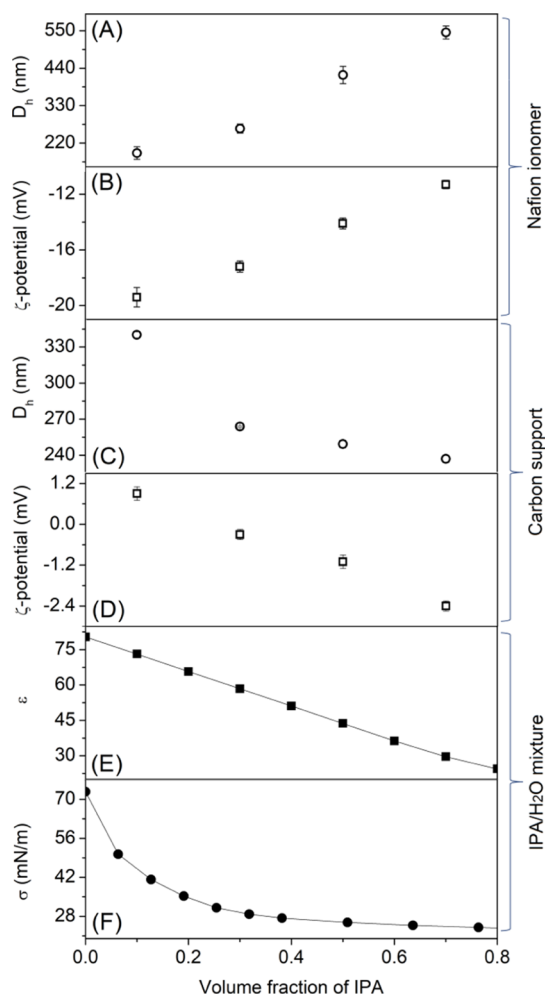 (A)
550
440
330
220
D_h (nm)
Nafion ionomer
(B)
-12
-16
-20
ζ-potential (mV)
330
300
270
240
D_h (nm)
(C)
Carbon support
1.2
0.0
-1.2
-2.4
ζ-potential (mV)
(D)
75
60
45
30
ε
(E)
IPA/H2O mixture
70
56
42
28
σ (mN/m)
(F)
0.0 0.2 0.4 0.6 0.8
Volume fraction of IPA